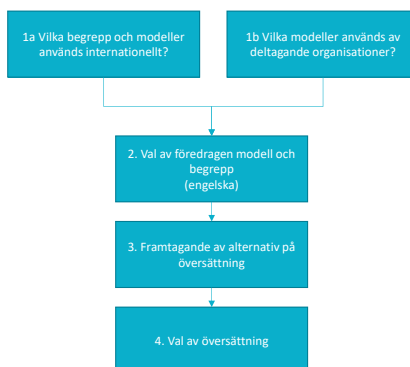 1a Vilka begrepp och modeller
används internationellt?
1b Vilka modeller används av
deltagande organisationer?
2. Val av föredragen modell och
begrepp
(engelska)
3. Framtagande av alternativ på
översättning
4. Val av översättning